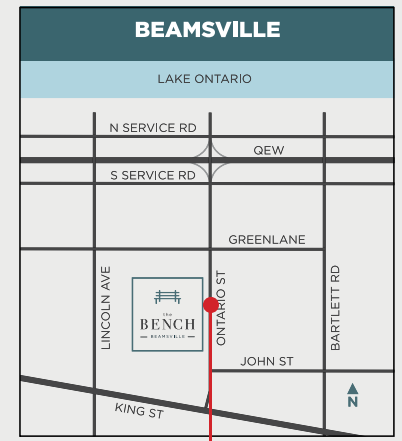 BEAMSVILLE
LAKE ONTARIO
N SERVICE RD
QEW
S SERVICE RD
GREENLANE
LINCOLN AVE
the
BENCH
BEAMSVILLE
ONTARIO ST
BARTLETT RD
JOHN ST
KING ST
N